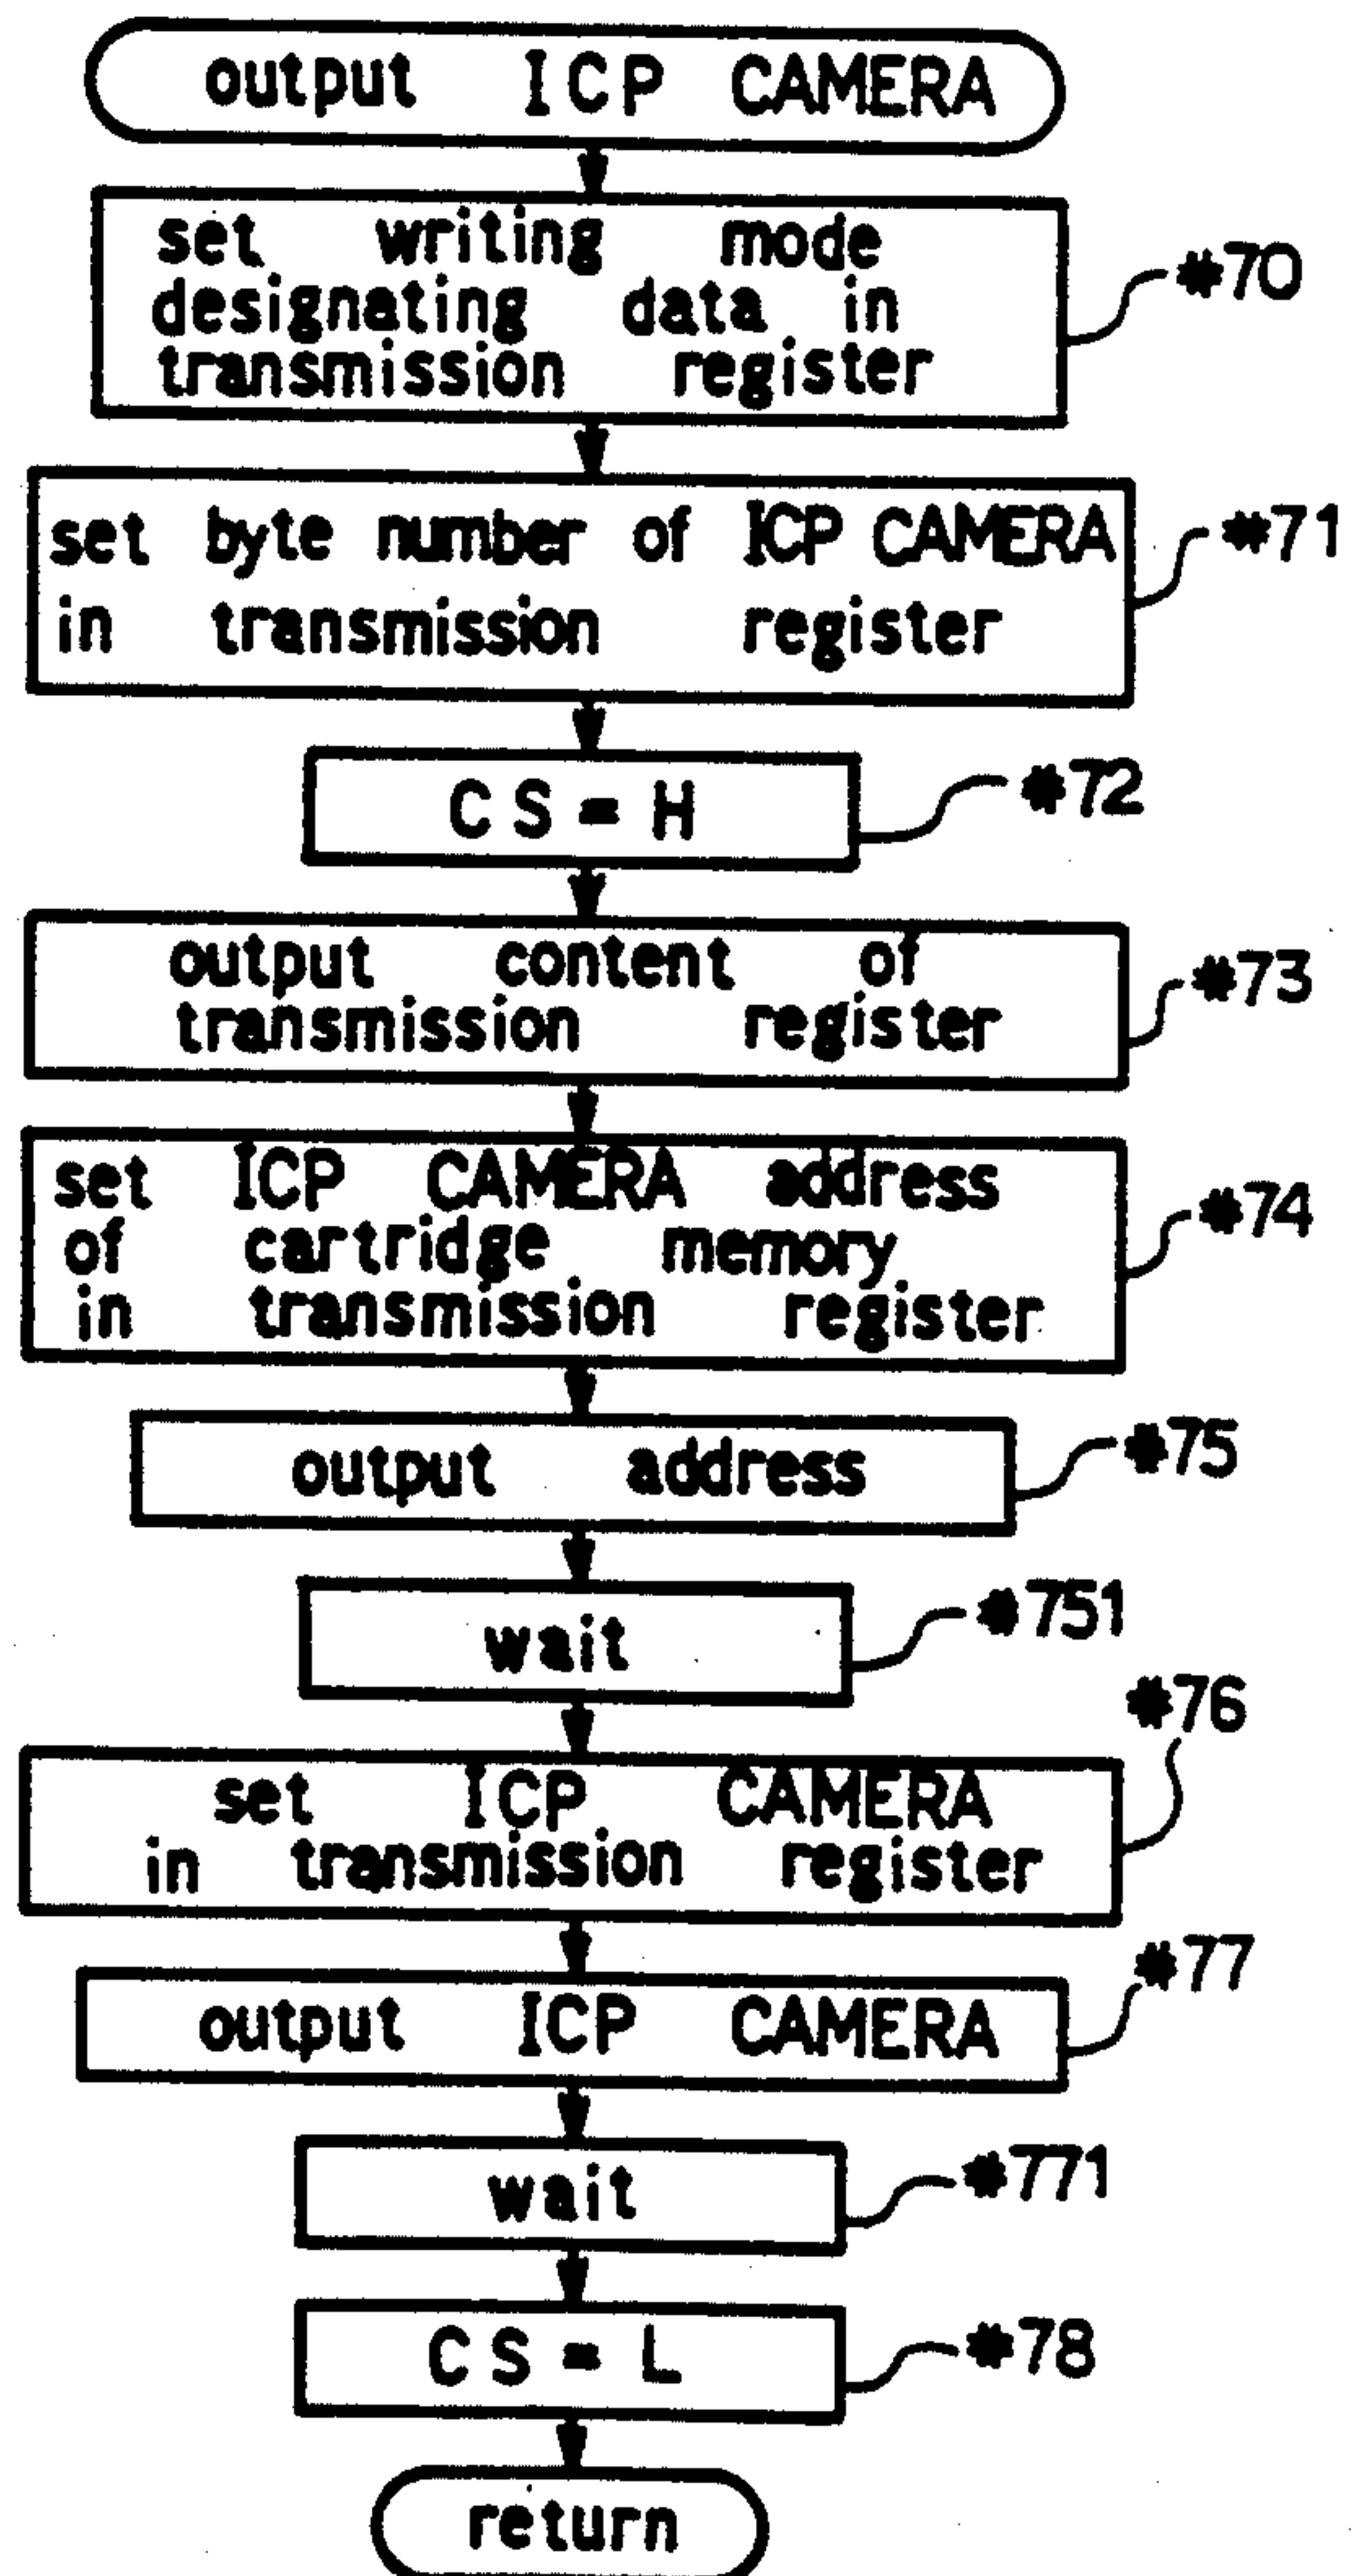 output ICP CAMERA
set writing mode
designating data in
transmission register
#70
set byte number of ICP CAMERA
in transmission register
#71
CS = H
#72
output content of
transmission register
#73
set ICP CAMERA address
of cartridge memory
in transmission register
#74
output address
#75
wait
#751
set ICP CAMERA
in transmission register
#76
output ICP CAMERA
#77
wait
#771
CS = L
#78
return